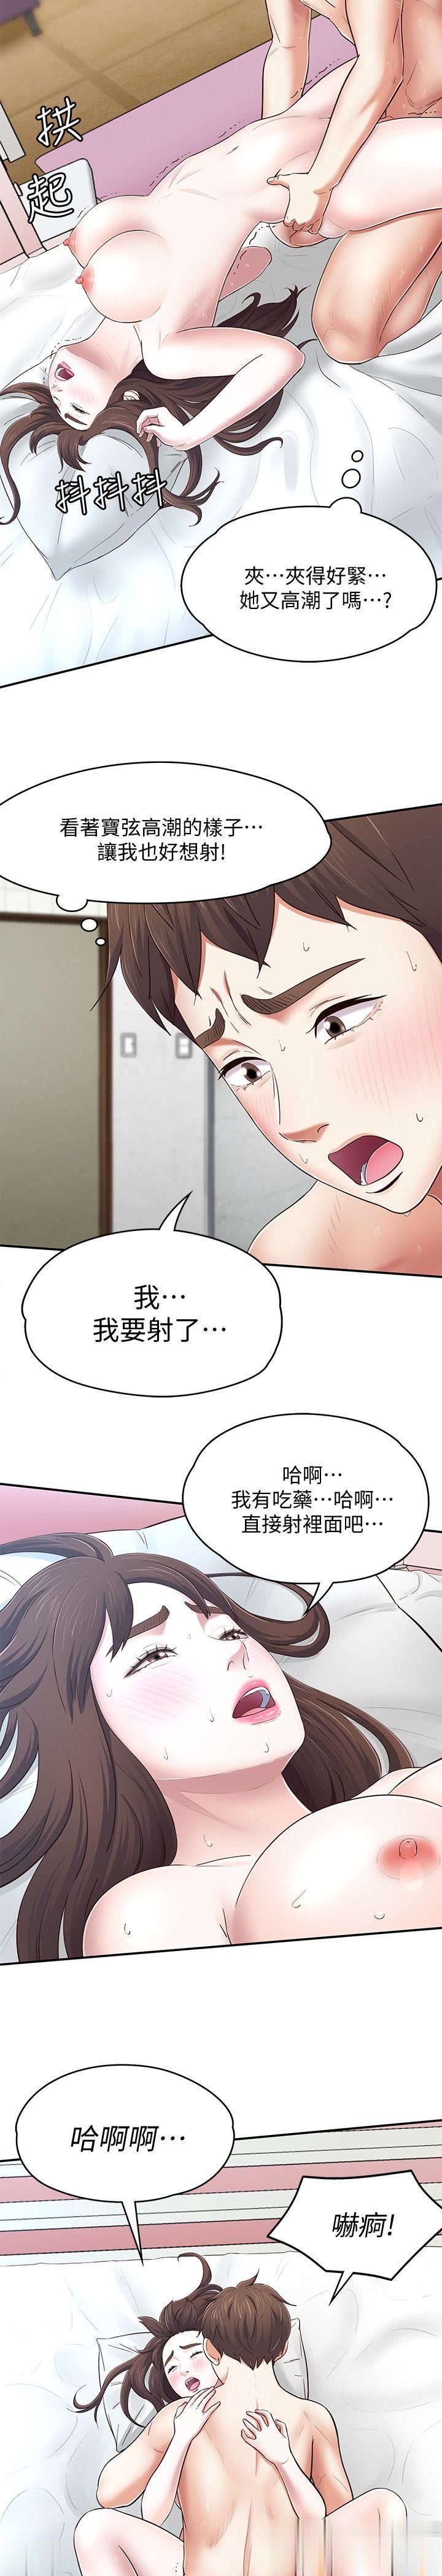 拱起
抖抖抖
夾⋯夾得好緊⋯
她又高潮了嗎⋯?
看著寶弦高潮的樣子⋯
讓我也好想射!
我⋯
我要射了⋯
哈啊⋯
我有吃藥⋯哈啊⋯
直接射裡面吧⋯
哈啊啊⋯
嚇痾!